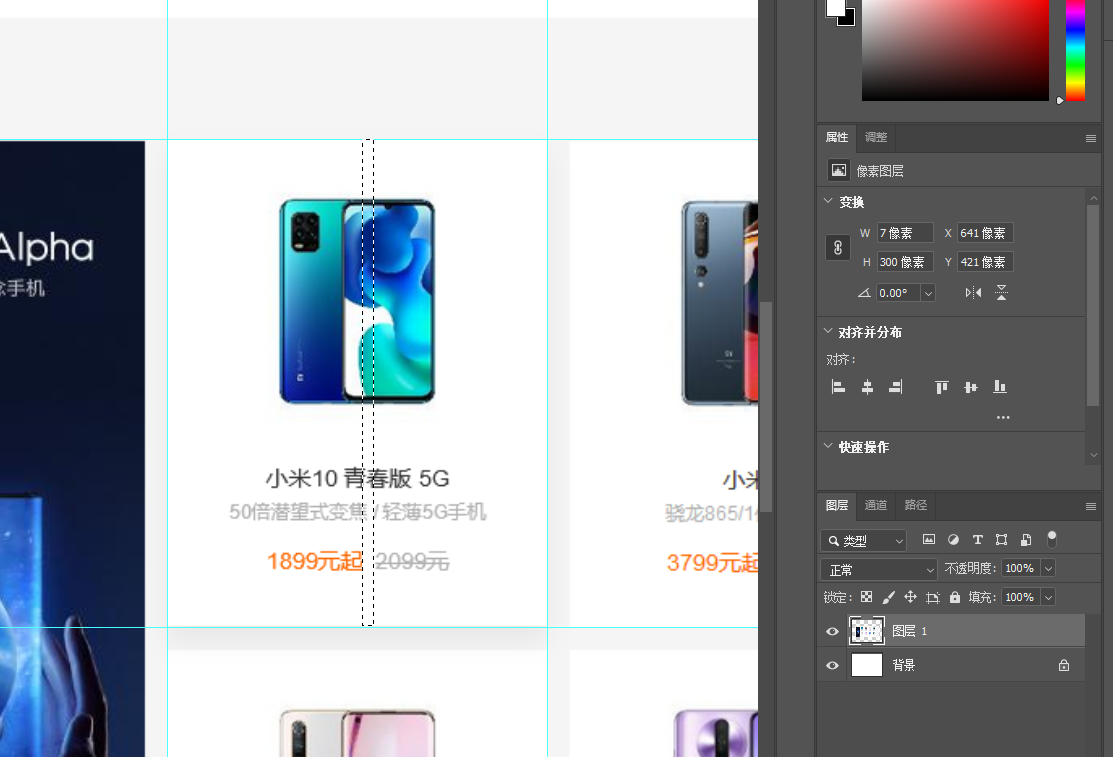 Alpha
念手机
小米10 青春版 5G
50倍潜望式变焦 / 轻薄5G手机
1899元起 2099元
小米
骁龙865/1亿
3799元起
属性 调整
像素图层
变换
W 7 像素 X 641 像素
H 300 像素 Y 421 像素
0.00°
对齐并分布
对齐:
快速操作
图层 通道 路径
类型
正常 不透明度: 100%
锁定: 填充: 100%
图层 1
背景